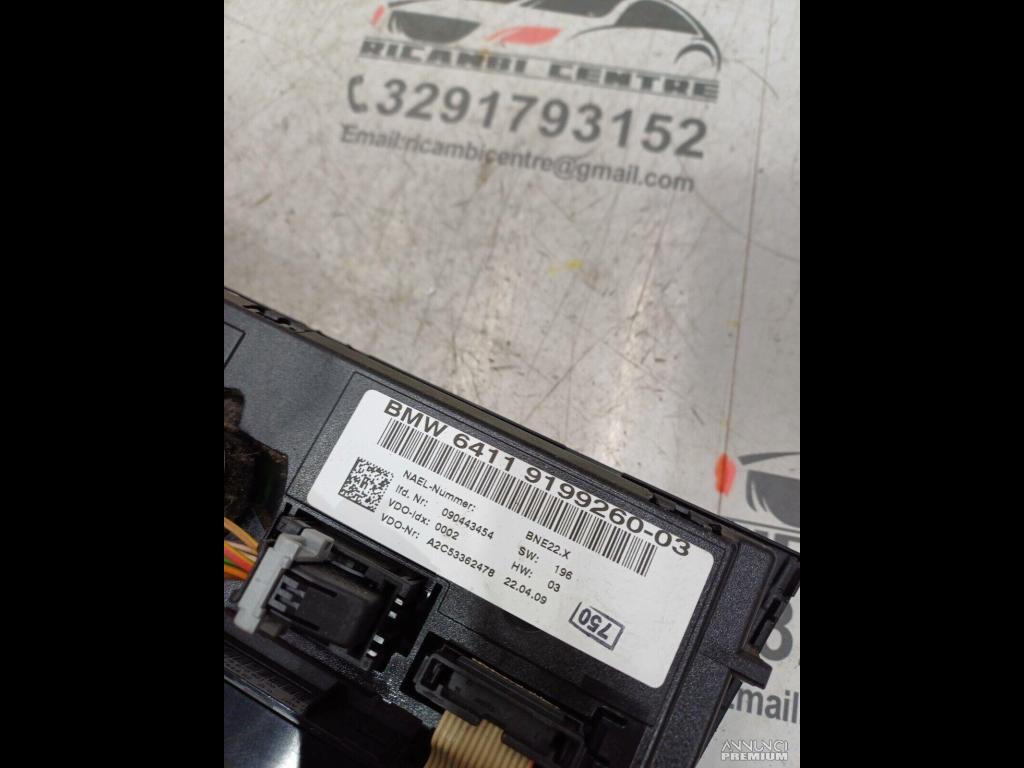 RICANBI CENTRE
3291793152
Email:ricambicentre@gmail.com
BMW 6411 9199260-03
NAEL-Nummer:
lfd. Nr: 090443454 BNE22.X
VDO-Idx: 0002 SW: 196
VDO-Nr: A2C53362478 HW: 03
22.04.09
750
ANNUNCI
PREMIUM